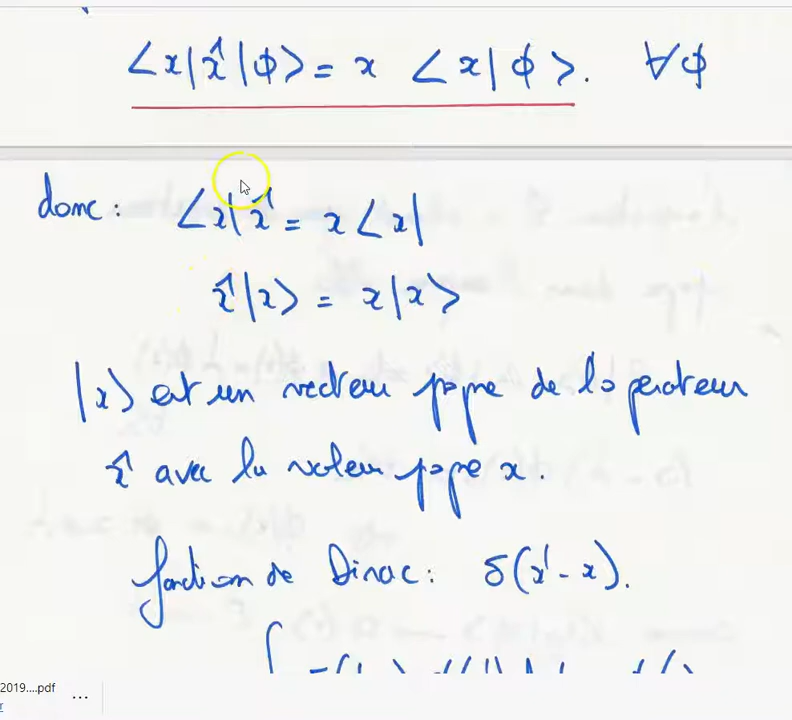 <x|x̂|ϕ> = x <x|ϕ>. ∀ϕ
donc : <x|x̂ = x<x|
x̂|x> = x|x>
|x> est un vecteur propre de l'opérateur
x̂ avec la valeur propre x.
fonction de Dirac : δ(x'-x).
2019....pdf
...